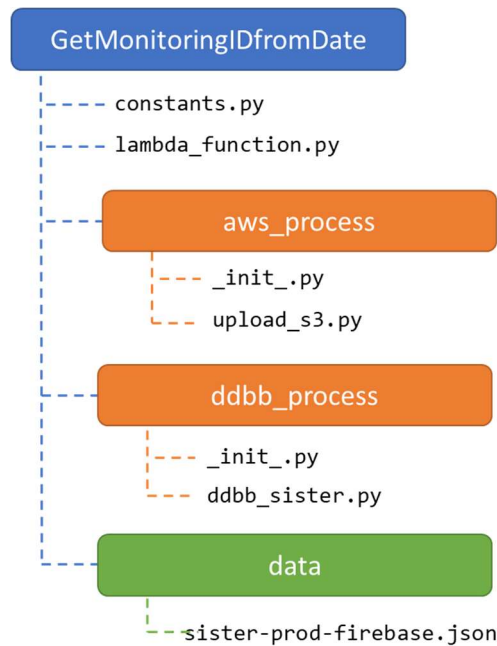 GetMonitoringIDfromDate
constants.py
lambda_function.py
aws_process
_init_.py
upload_s3.py
ddbb_process
_init_.py
ddbb_sister.py
data
sister-prod-firebase.json